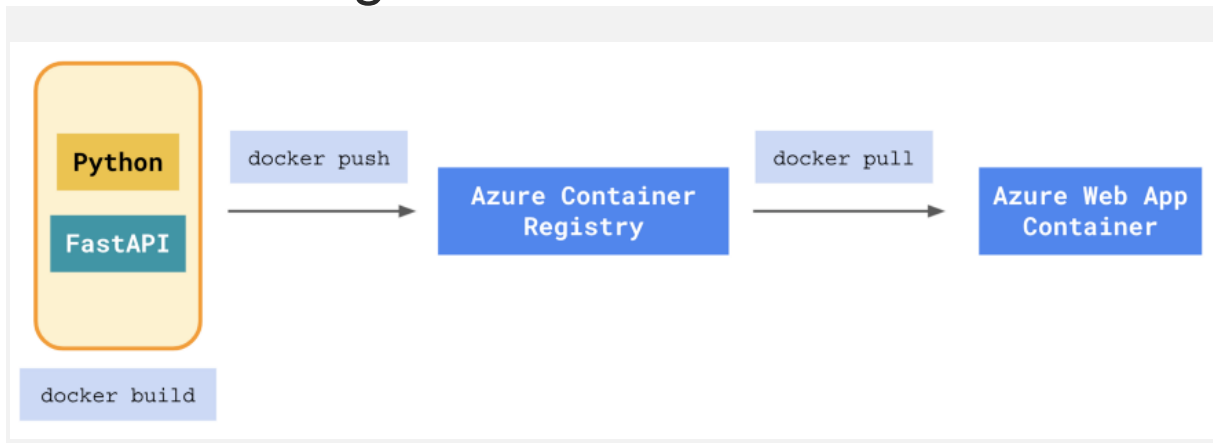 Python
FastAPI
docker build
docker push
Azure Container
Registry
docker pull
Azure Web App
Container